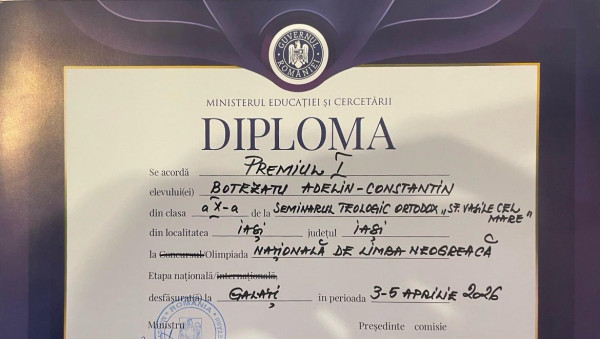 GUVERNUL ROMÂNIEI
MINISTERUL EDUCAȚIEI ȘI CERCETĂRII
DIPLOMA
Se acordă PREMIUL I
elevului(ei) BOTEZATU ADELIN-CONSTANTIN
din clasa a X-a de la SEMINARUL TEOLOGIC ORTODOX „SF. VASILE CEL MARE"
din localitatea IAȘI județul IAȘI
la Concursul/Olimpiada NAȚIONALĂ DE LIMBA NEOGREACĂ
Etapa națională/internațională,
desfășurat(ă) la GALAȚI în perioada 3-5 APRILIE 2026
ROMÂNIA
Ministru Președinte comisie